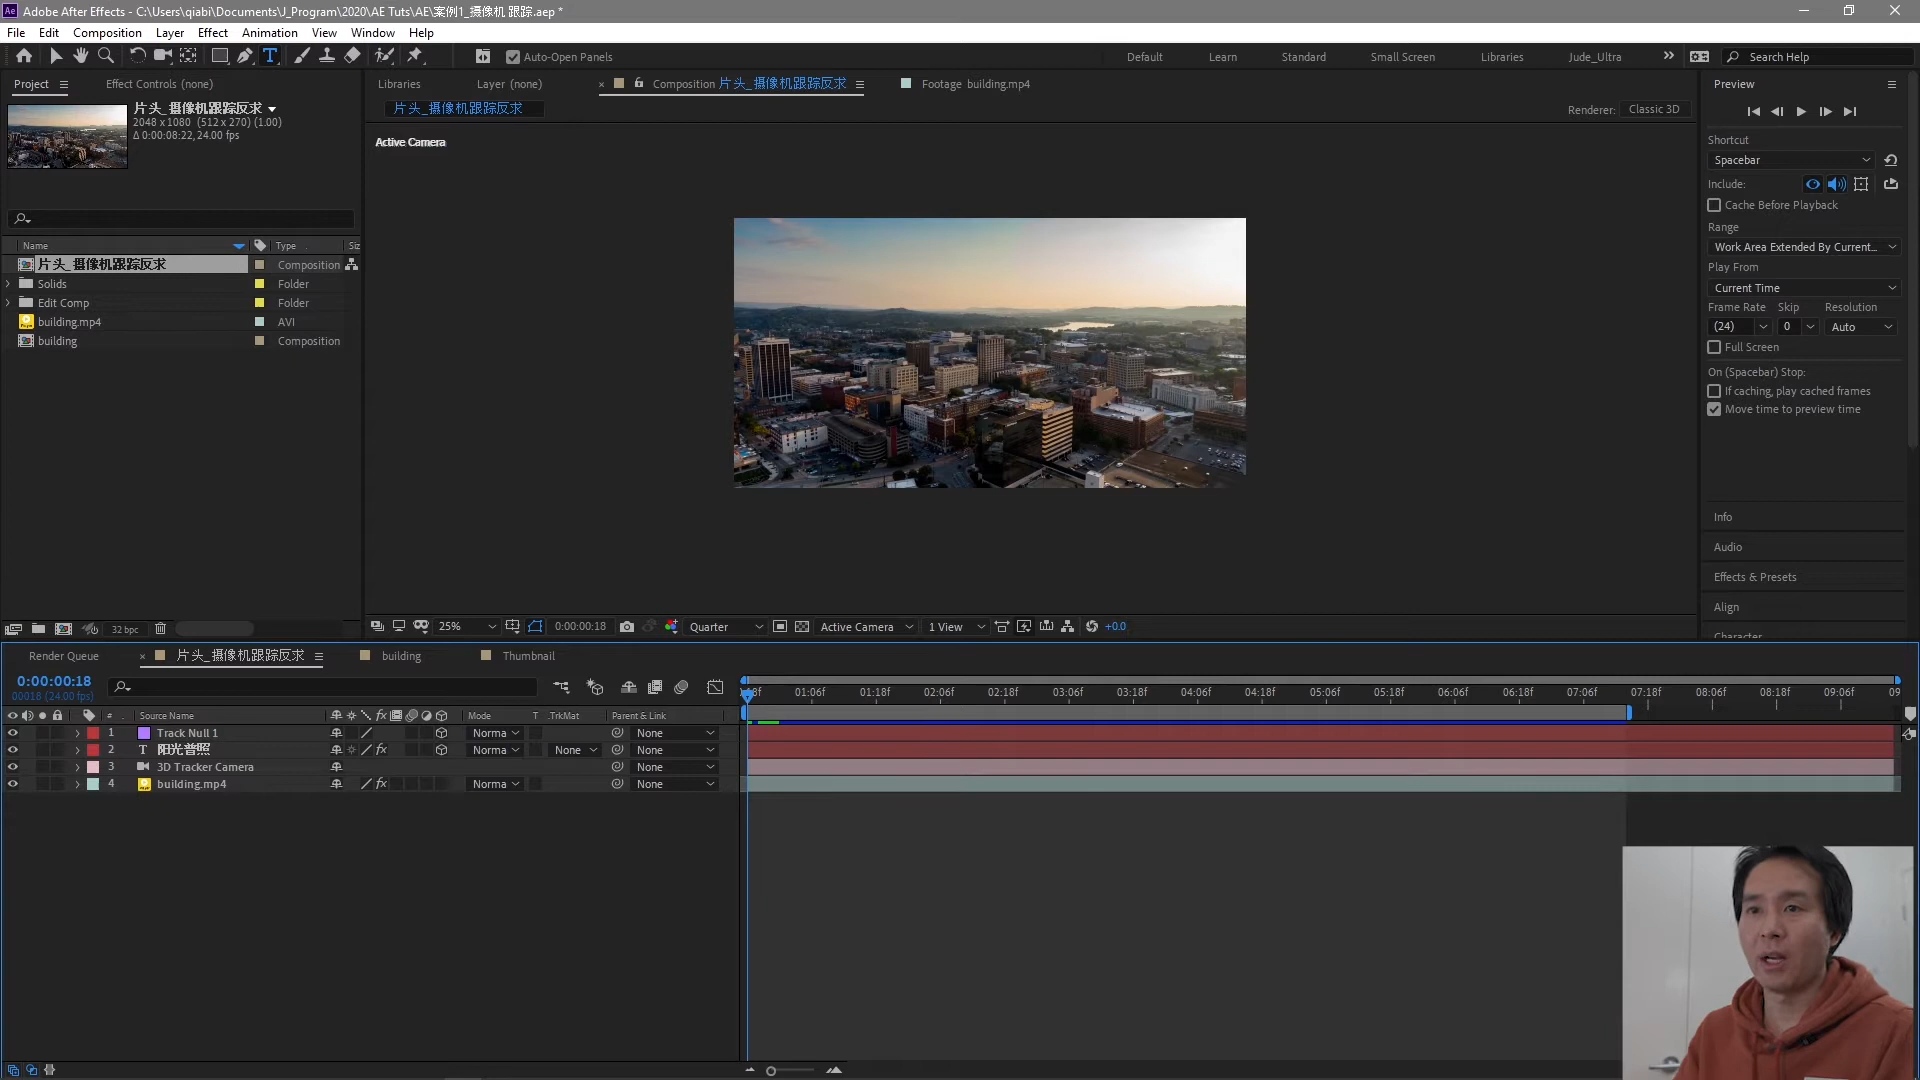 Adobe After Effects - C:\Users\qiabi\Documents\J_Program\2020\AE Tuts\AE\案例1_摄像机 跟踪.aep *
File Edit Composition Layer Effect Animation View Window Help
Auto-Open Panels
Default Learn Standard Small Screen Libraries Jude_Ultra Search Help
Project Effect Controls (none)
片头_摄像机跟踪反求
2048 x 1080 (512 x 270) (1.00)
Δ 0:00:08:22, 24.00 fps
Name Type Siz
片头_摄像机跟踪反求 Composition
Solids Folder
Edit Comp Folder
building.mp4 AVI
building Composition
32 bpc
Libraries Layer (none) Composition 片头_摄像机跟踪反求 Footage building.mp4
片头_摄像机跟踪反求
Renderer: Classic 3D
Active Camera
25% 0:00:00:18 Quarter Active Camera 1 View +0.0
Preview
Shortcut
Spacebar
Include:
Cache Before Playback
Range
Work Area Extended By Current...
Play From
Current Time
Frame Rate Skip Resolution
(24) 0 Auto
Full Screen
On (Spacebar) Stop:
If caching, play cached frames
Move time to preview time
Info
Audio
Effects & Presets
Align
Character
Render Queue 片头_摄像机跟踪反求 building Thumbnail
0:00:00:18
00018 (24.00 fps)
:18f 01:06f 01:18f 02:06f 02:18f 03:06f 03:18f 04:06f 04:18f 05:06f 05:18f 06:06f 06:18f 07:06f 07:18f 08:06f 08:18f 09:06f 09
# Source Name Mode T .TrkMat Parent & Link
1 Track Null 1 Norma None
2 T 阳光普照 Norma None None
3 3D Tracker Camera None
4 building.mp4 Norma None